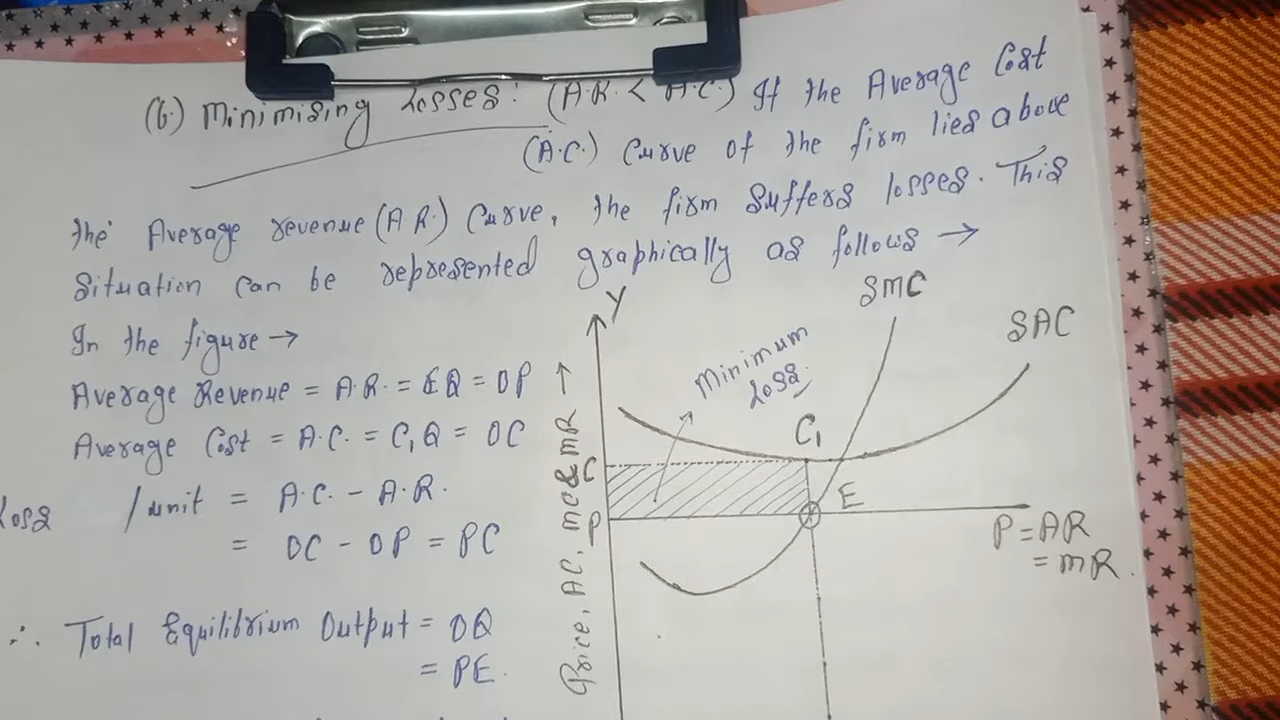 (b) Minimising Losses: (A.R. < A.C.) If the Average Cost
(A.C.) Curve of the firm lies above
the Average revenue (A.R.) Curve, the firm Suffers losses. This
Situation can be represented graphically as follows →
In the figure →
Average Revenue = A.R. = EQ = OP
Average Cost = A.C. = C₁Q = OC
Loss /unit = A.C. - A.R.
= OC - OP = PC
∴ Total Equilibrium Output = OQ
= PE.
Y
SMC
SAC
Minimum
Loss
C₁
C
E
P
P = AR
= MR.
Price, AC, MC & MR →